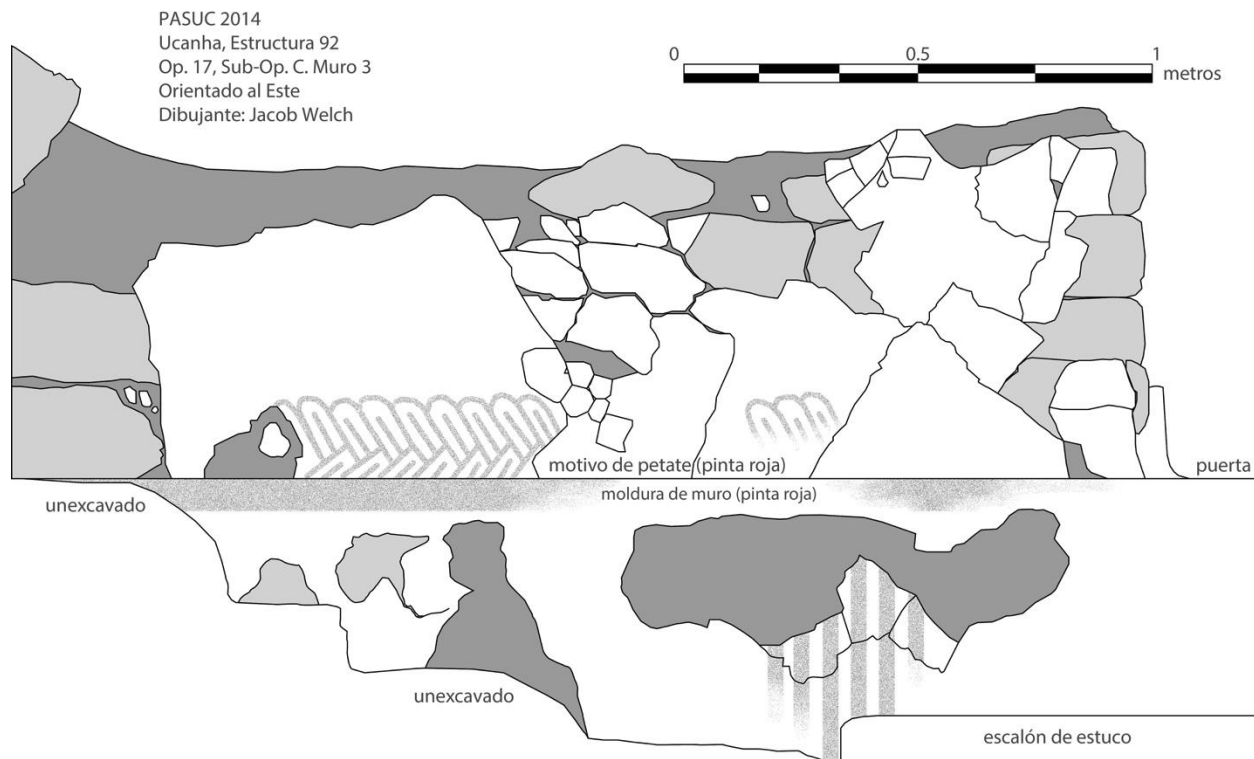 PASUC 2014
Ucanha, Estructura 92
Op. 17, Sub-Op. C. Muro 3
Orientado al Este
Dibujante: Jacob Welch
0 0.5 1
metros
motivo de petate (pinta roja)
puerta
unexcavado
moldura de muro (pinta roja)
unexcavado
escalón de estuco